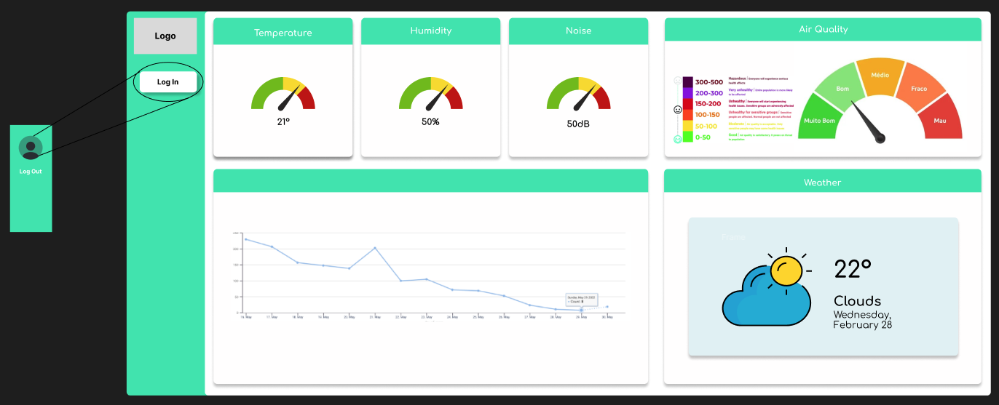 Logo
Log In
Log Out
Temperature
21°
Humidity
50%
Noise
50dB
Air Quality
300-500
Hazardous | Everyone will experience serious
health effects
200-300
Very unhealthy | Entire population is more likely
to be affected
150-200
Unhealthy | Everyone will start experiencing
health issues. Sensitive groups are adversely affected
100-150
Unhealthy for sensitive groups | Sensitive
people are affected. Normal people are not affected
50-100
0-50
Good | Air quality is satisfactory, it poses no threat
to population.
Muito Bom
Bom
Médio
Fraco
Mau
250
200
150
100
50
0
Sunday, May 29, 2022
Count: 9
16. May
17. May
18. May
19. May
20. May
21. May
22. May
23. May
24. May
25. May
26. May
27. May
28. May
29. May
30. May
Weather
22°
Clouds
Wednesday,
February 28